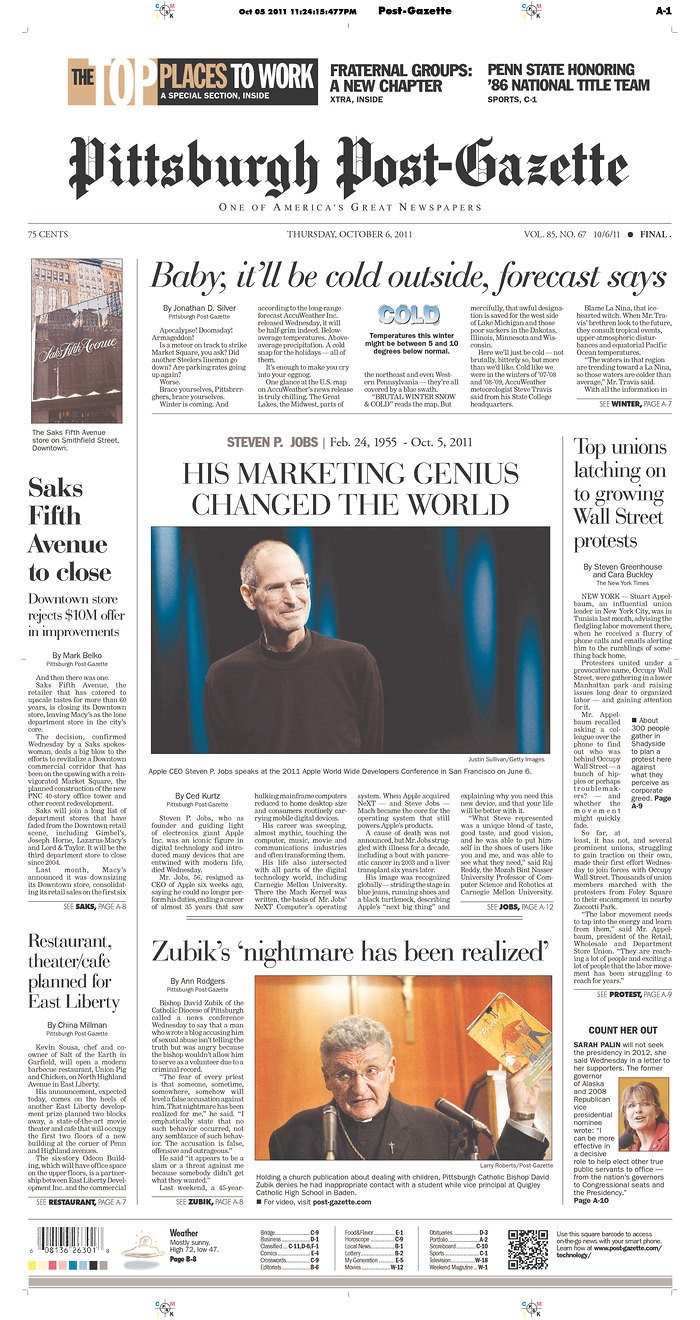 Oct 05 2011 11:24:15:477PM Post-Gazette A-1
THE TOP PLACES TO WORK
A SPECIAL SECTION, INSIDE
FRATERNAL GROUPS:
A NEW CHAPTER
XTRA, INSIDE
PENN STATE HONORING
’86 NATIONAL TITLE TEAM
SPORTS, C-1
Pittsburgh Post-Gazette
ONE OF AMERICA'S GREAT NEWSPAPERS
75 CENTS THURSDAY, OCTOBER 6, 2011 VOL. 85, NO. 67 10/6/11 ● FINAL .
Saks Fifth Avenue
The Saks Fifth Avenue
store on Smithfield Street,
Downtown.
Saks
Fifth
Avenue
to close
Downtown store
rejects $10M offer
in improvements
By Mark Belko
Pittsburgh Post-Gazette
And then there was one.
Saks Fifth Avenue, the
retailer that has catered to
upscale tastes for more than 60
years, is closing its Downtown
store, leaving Macy's as the lone
department store in the city's
core.
The decision, confirmed
Wednesday by a Saks spokes-
woman, deals a big blow to the
efforts to revitalize a Downtown
commercial corridor that has
been on the upswing with a rein-
vigorated Market Square, the
planned construction of the new
PNC 40-story office tower and
other recent redevelopment.
Saks will join a long list of
department stores that have
faded from the Downtown retail
scene, including Gimbel's,
Joseph Horne, Lazarus-Macy's
and Lord & Taylor. It will be the
third department store to close
since 2004.
Last month, Macy's
announced it was downsizing
its Downtown store, consolidat-
ing its retail sales on the first six
SEE SAKS, PAGE A-8
Restaurant,
theater/cafe
planned for
East Liberty
By China Millman
Pittsburgh Post-Gazette
Kevin Sousa, chef and co-
owner of Salt of the Earth in
Garfield, will open a modern
barbecue restaurant, Union Pig
and Chicken, on North Highland
Avenue in East Liberty.
His announcement, expected
today, comes on the heels of
another East Liberty develop-
ment prize planned two blocks
away, a state-of-the-art movie
theater and cafe that will occupy
the first two floors of a new
building at the corner of Penn
and Highland avenues.
The six-story Odeon Build-
ing, which will have office space
on the upper floors, is a partner-
ship between East Liberty Devel-
opment Inc. and the commercial
SEE RESTAURANT, PAGE A-7
Baby, it'll be cold outside, forecast says
By Jonathan D. Silver
Pittsburgh Post-Gazette
Apocalypse! Doomsday!
Armageddon!
Is a meteor on track to strike
Market Square, you ask? Did
another Steelers lineman go
down? Are parking rates going
up again?
Worse.
Brace yourselves, Pittsbrrr-
ghers, brace yourselves.
Winter is coming. And
according to the long-range
forecast AccuWeather Inc.
released Wednesday, it will
be half-grim indeed. Below-
average temperatures. Above-
average precipitation. A cold
snap for the holidays — all of
them.
It's enough to make you cry
into your eggnog.
One glance at the U.S. map
on AccuWeather's news release
is truly chilling. The Great
Lakes, the Midwest, parts of
COLD
Temperatures this winter
might be between 5 and 10
degrees below normal.
the northeast and even West-
ern Pennsylvania — they're all
covered by a blue swath.
"BRUTAL WINTER SNOW
& COLD" reads the map. But
mercifully, that awful designa-
tion is saved for the west side
of Lake Michigan and those
poor suckers in the Dakotas,
Illinois, Minnesota and Wis-
consin.
Here we'll just be cold — not
brutally, bitterly so, but more
than we'd like. Cold like we
were in the winters of '07-'08
and '08-'09, AccuWeather
meteorologist Steve Travis
said from his State College
headquarters.
Blame La Nina, that ice-
hearted witch. When Mr. Tra-
vis' brethren look to the future,
they consult tropical events,
upper-atmospheric distur-
bances and equatorial Pacific
Ocean temperatures.
"The waters in that region
are trending toward a La Nina,
so those waters are colder than
average," Mr. Travis said.
With all the information in
SEE WINTER, PAGE A-7
STEVEN P. JOBS | Feb. 24, 1955 - Oct. 5, 2011
HIS MARKETING GENIUS
CHANGED THE WORLD
Justin Sullivan/Getty Images
Apple CEO Steven P. Jobs speaks at the 2011 Apple World Wide Developers Conference in San Francisco on June 6.
By Ced Kurtz
Pittsburgh Post-Gazette
Steven P. Jobs, who as
founder and guiding light
of electronics giant Apple
Inc. was an iconic figure in
digital technology and intro-
duced many devices that are
entwined with modern life,
died Wednesday.
Mr. Jobs, 56, resigned as
CEO of Apple six weeks ago,
saying he could no longer per-
form his duties, ending a career
of almost 35 years that saw
hulking mainframe computers
reduced to home desktop size
and consumers routinely car-
rying mobile digital devices.
His career was sweeping,
almost mythic, touching the
computer, music, movie and
communications industries
and often transforming them.
His life also intersected
with all parts of the digital
technology world, including
Carnegie Mellon University.
There the Mach Kernel was
written, the basis of Mr. Jobs'
NeXT Computer's operating
system. When Apple acquired
NeXT — and Steve Jobs —
Mach became the core for the
operating system that still
powers Apple's products.
A cause of death was not
announced, but Mr. Jobs strug-
gled with illness for a decade,
including a bout with pancre-
atic cancer in 2003 and a liver
transplant six years later.
His image was recognized
globally — striding the stage in
blue jeans, running shoes and
a black turtleneck, describing
Apple's "next big thing" and
explaining why you need this
new device, and that your life
will be better with it.
"What Steve represented
was a unique blend of taste,
good taste, and good vision,
and he was able to put him-
self in the shoes of users like
you and me, and was able to
see what they need," said Raj
Reddy, the Mozah Bint Nasser
University Professor of Com-
puter Science and Robotics at
Carnegie Mellon University.
SEE JOBS, PAGE A-12
Zubik's 'nightmare has been realized'
By Ann Rodgers
Pittsburgh Post-Gazette
Bishop David Zubik of the
Catholic Diocese of Pittsburgh
called a news conference
Wednesday to say that a man
who wrote a blog accusing him
of sexual abuse isn't telling the
truth but was angry because
the bishop wouldn't allow him
to serve as a volunteer due to a
criminal record.
"The fear of every priest
is that someone, sometime,
somewhere, somehow will
level a false accusation against
him. That nightmare has been
realized for me," he said. "I
emphatically state that no
such behavior occurred, not
any semblance of such behav-
ior. The accusation is false,
offensive and outrageous."
He said "it appears to be a
slam or a threat against me
because somebody didn't get
what they wanted."
Last weekend, a 45-year-
SEE ZUBIK, PAGE A-8
Larry Roberts/Post-Gazette
Holding a church publication about dealing with children, Pittsburgh Catholic Bishop David
Zubik denies he had inappropriate contact with a student while vice principal at Quigley
Catholic High School in Baden.
■ For video, visit post-gazette.com
Top unions
latching on
to growing
Wall Street
protests
By Steven Greenhouse
and Cara Buckley
The New York Times
NEW YORK — Stuart Appel-
baum, an influential union
leader in New York City, was in
Tunisia last month, advising the
fledgling labor movement there,
when he received a flurry of
phone calls and emails alerting
him to the rumblings of some-
thing back home.
Protesters united under a
provocative name, Occupy Wall
Street, were gathering in a lower
Manhattan park and raising
issues long dear to organized
labor — and gaining attention
for it.
Mr. Appel-
baum recalled
asking a col-
league over the
phone to find
out who was
behind Occupy
Wall Street — a
bunch of hip-
pies or perhaps
troublemak-
ers? — and
whether the
movement
might quickly
fade.
■ About
300 people
gather in
Shadyside
to plan a
protest here
against
what they
perceive as
corporate
greed. Page
A-9
So far, at
least, it has not, and several
prominent unions, struggling
to gain traction on their own,
made their first effort Wednes-
day to join forces with Occupy
Wall Street. Thousands of union
members marched with the
protesters from Foley Square
to their encampment in nearby
Zuccotti Park.
"The labor movement needs
to tap into the energy and learn
from them," said Mr. Appel-
baum, president of the Retail,
Wholesale and Department
Store Union. "They are reach-
ing a lot of people and exciting a
lot of people that the labor move-
ment has been struggling to
reach for years."
SEE PROTEST, PAGE A-9
COUNT HER OUT
SARAH PALIN will not seek
the presidency in 2012, she
said Wednesday in a letter to
her supporters. The former
governor
of Alaska
and 2008
Republican
vice
presidential
nominee
wrote: "I
can be more
effective in
a decisive
role to help elect other true
public servants to office —
from the nation's governors
to Congressional seats and
the Presidency."
Page A-10
6 08136 26301 8
Weather
Mostly sunny.
High 72, low 47.
Page B-8
Bridge C-9
Business D-1
Classified C-11,D-6,F-1
Comics E-4
Crosswords C-9
Editorials B-6
Food&Flavor E-1
Horoscope C-9
Local News B-1
Lottery B-2
My Generation E-5
Movies W-12
Obituaries D-3
Portfolio A-2
Scoreboard C-10
Sports C-1
Television W-18
Weekend Magazine W-1
Use this square barcode to access
on-the-go news with your smart phone.
Learn how at www.post-gazette.com/
technology/